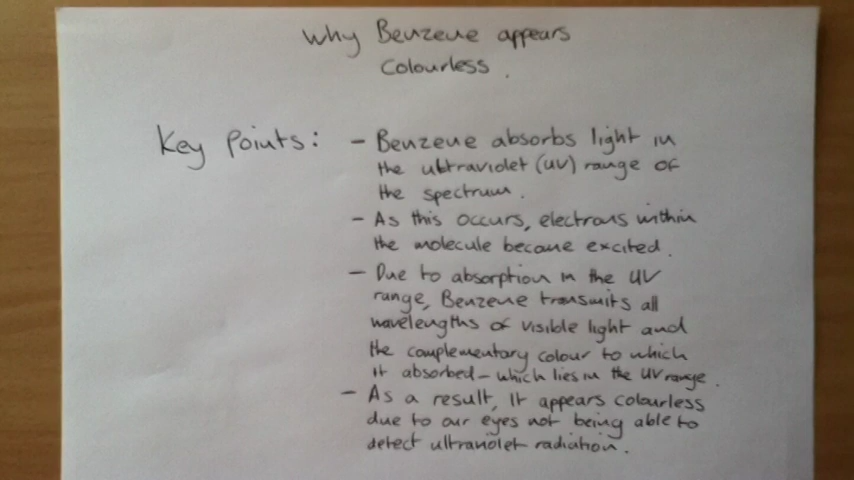 Why Benzene appears
Colourless.
Key points: - Benzene absorbs light in
the ultraviolet (UV) range of
the spectrum.
- As this occurs, electrons within
the molecule become excited.
- Due to absorption in the UV
range, Benzene transmits all
wavelengths of visible light and
the complementary colour to which
it absorbed - which lies in the UV range.
- As a result, It appears colourless
due to our eyes not being able to
detect ultraviolet radiation.